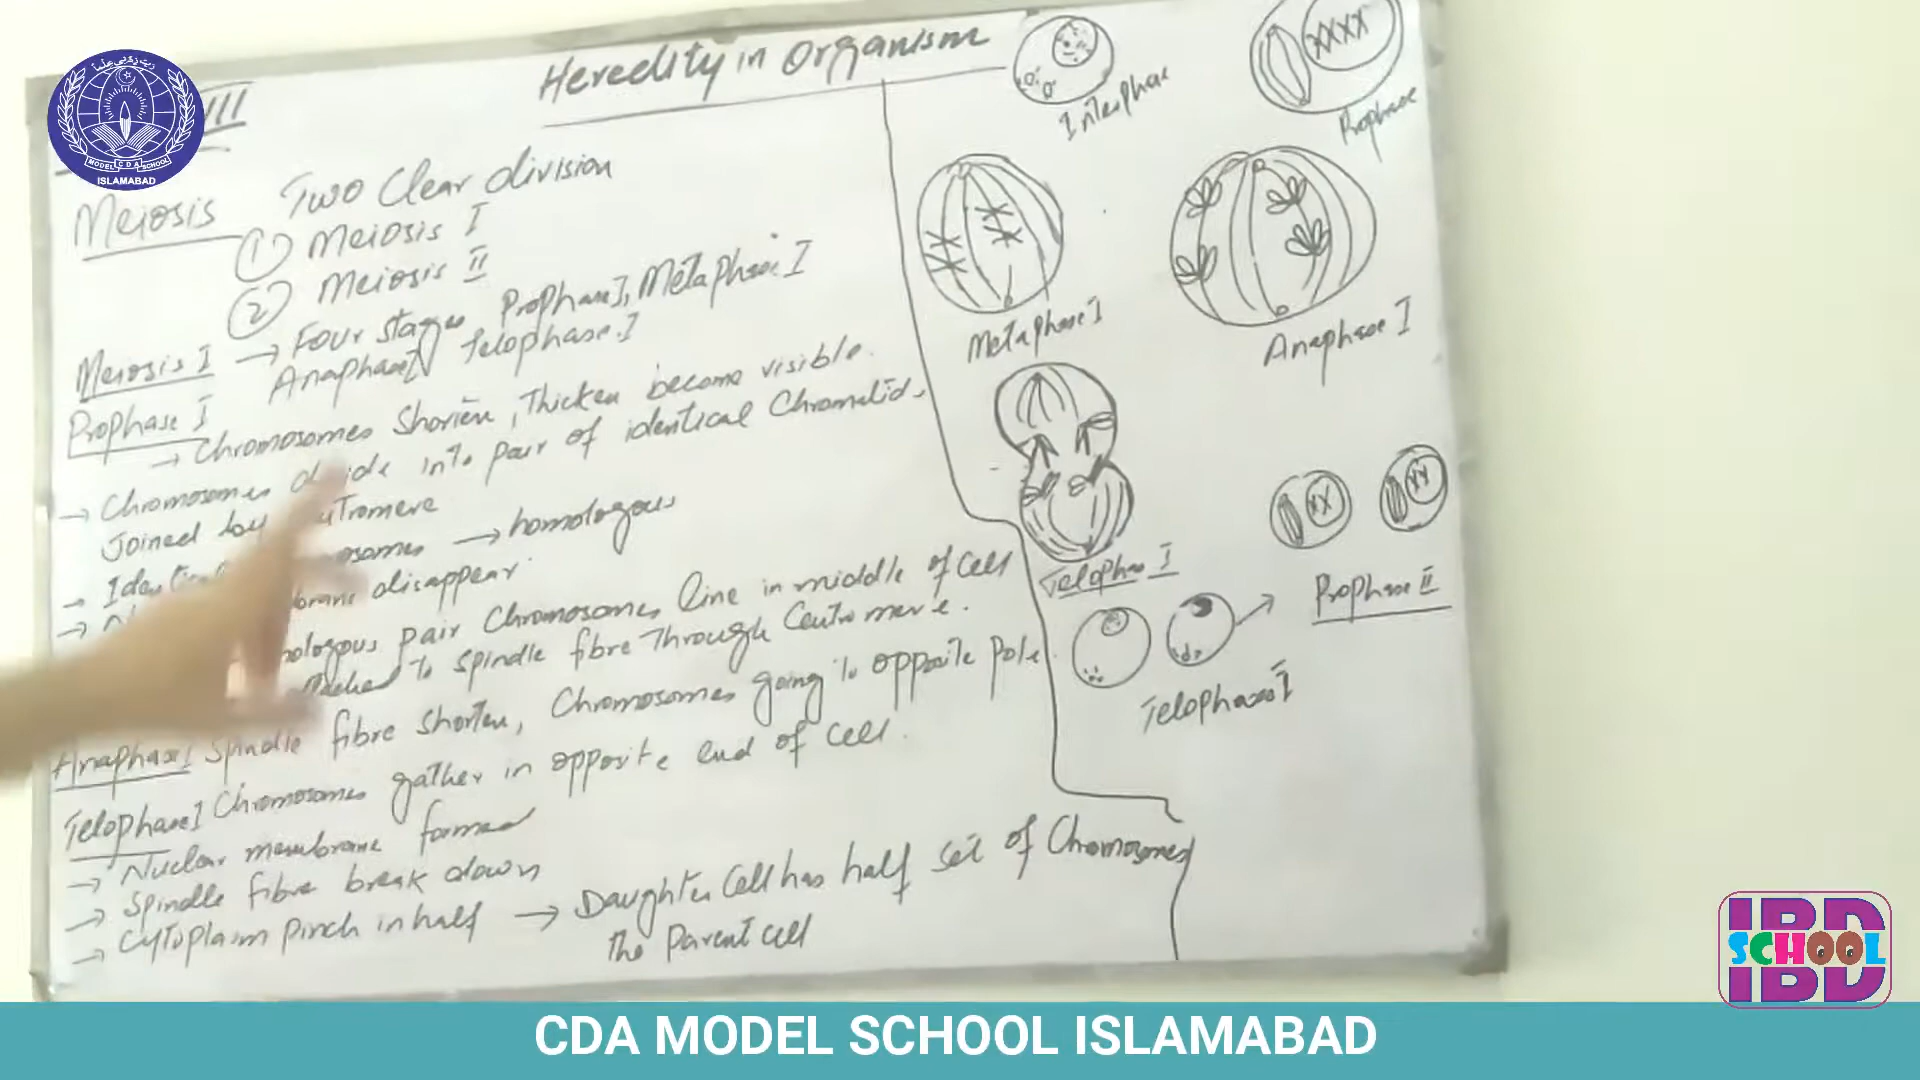 Heredity in Organism
III
Meiosis Two Clear division
① Meiosis I
② Meiosis II
Meiosis I → Four stages Prophase I, Metaphase I
Anaphase I Telophase I
Prophase I
→ Chromosomes Shorten, Thicken become visible.
→ Chromosomes divide into pair of identical Chromatids
Joined by
→ → homologous
→ disappear
pair Chromosomes line in middle of Cell
to spindle fibre Through Centromere.
Anaphase I Spindle fibre shorten, Chromosomes going to opposite pole.
Telophase I Chromosomes gather in opposite end of cell.
→ Nuclear membrane formed
→ Spindle fibre break down
→ Cytoplasm pinch in half → Daughter Cell has half set of Chromosomes
the Parent cell
Interphase
Prophase
Metaphase I
Anaphase I
Telophase I
Prophase II
Telophase I
MODEL CDA SCHOOL
ISLAMABAD
IBD
SCHOOL
IBD
CDA MODEL SCHOOL ISLAMABAD